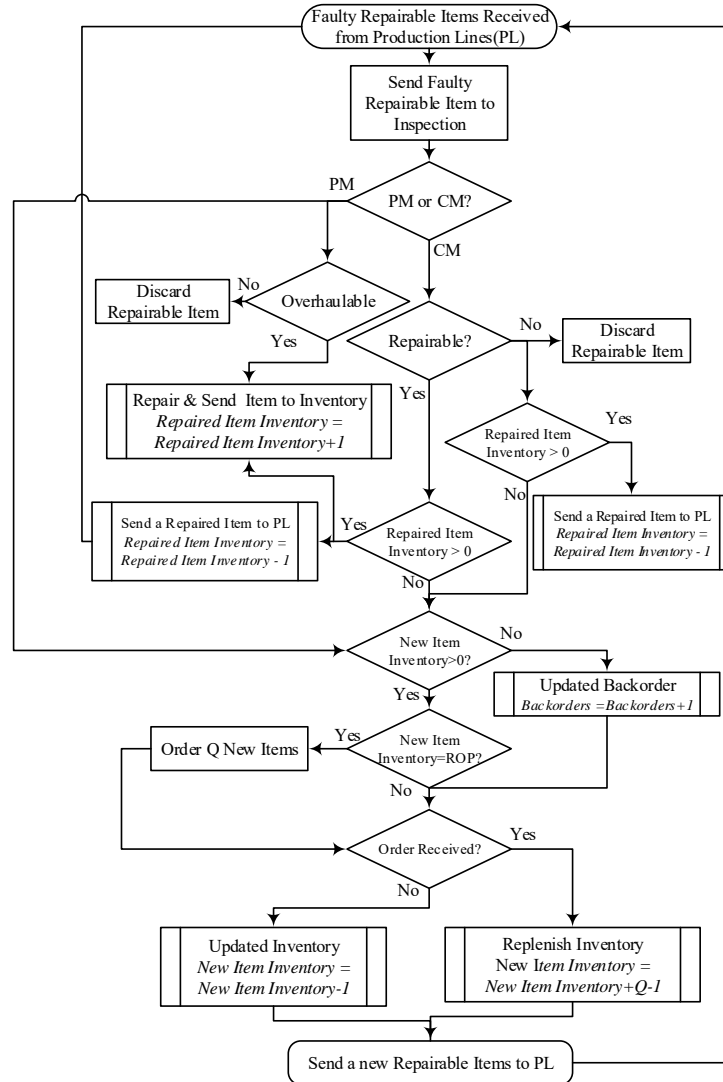 Faulty Repairable Items Received
from Production Lines(PL)
Send Faulty
Repairable Item to
Inspection
PM
PM or CM?
CM
No
Discard
Repairable Item
Overhaulable
Yes
Repairable?
No
Discard
Repairable Item
Yes
Repair & Send Item to Inventory
Repaired Item Inventory =
Repaired Item Inventory+1
Yes
Repaired Item
Inventory > 0
No
Send a Repaired Item to PL
Repaired Item Inventory =
Repaired Item Inventory - 1
Send a Repaired Item to PL
Repaired Item Inventory =
Repaired Item Inventory - 1
Yes
Repaired Item
Inventory > 0
No
New Item
Inventory>0?
No
Yes
Updated Backorder
Backorders =Backorders+1
Order Q New Items
Yes
New Item
Inventory=ROP?
No
Order Received?
Yes
No
Updated Inventory
New Item Inventory =
New Item Inventory-1
Replenish Inventory
New Item Inventory =
New Item Inventory+Q-1
Send a new Repairable Items to PL